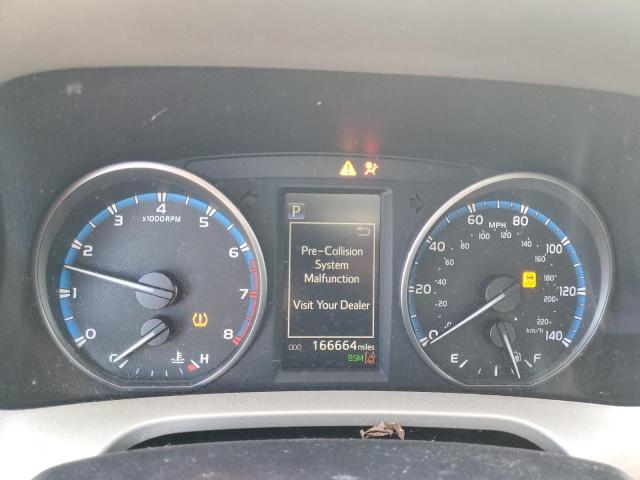 4
3
5
x1000RPM
2
6
1
7
0
8
C
H
P
Pre-Collision
System
Malfunction
Visit Your Dealer
ODO
166664 miles
BSM
60
80
MPH
40
100
80
100
120
140
60
160
20
40
180
120
20
200
0
0
220
km/h
140
E
F